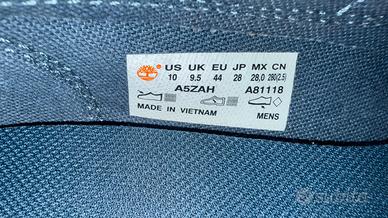 US UK EU JP MX CN
10 9.5 44 28 28,0 280(2.5)
A5ZAH A81118
MADE IN VIETNAM MENS
subito